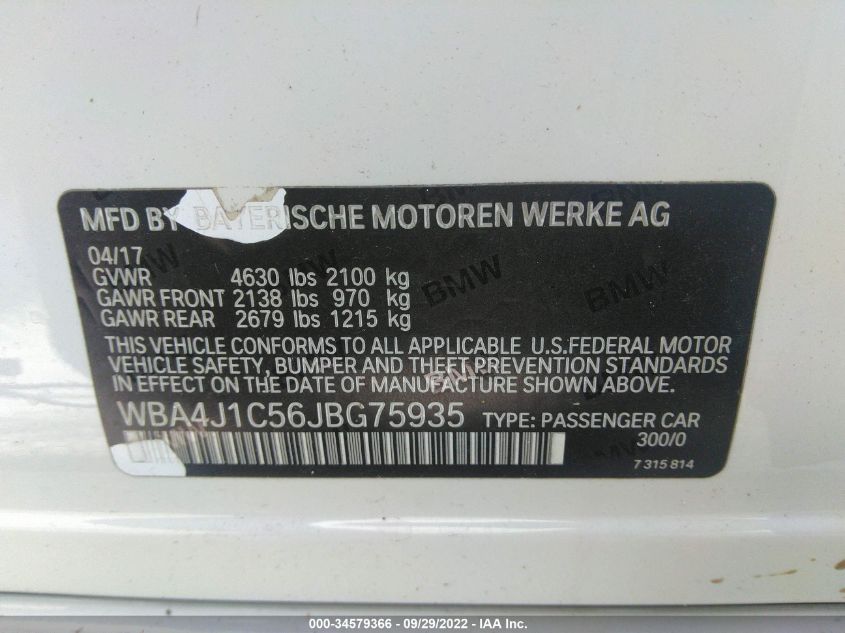 MFD BY BAYERISCHE MOTOREN WERKE AG
04/17
GVWR 4630 lbs 2100 kg
GAWR FRONT 2138 lbs 970 kg
GAWR REAR 2679 lbs 1215 kg
THIS VEHICLE CONFORMS TO ALL APPLICABLE U.S.FEDERAL MOTOR
VEHICLE SAFETY, BUMPER AND THEFT PREVENTION STANDARDS
IN EFFECT ON THE DATE OF MANUFACTURE SHOWN ABOVE.
WBA4J1C56JBG75935 TYPE: PASSENGER CAR
300/0
7315814
000-34579366 - 09/29/2022 - IAA Inc.